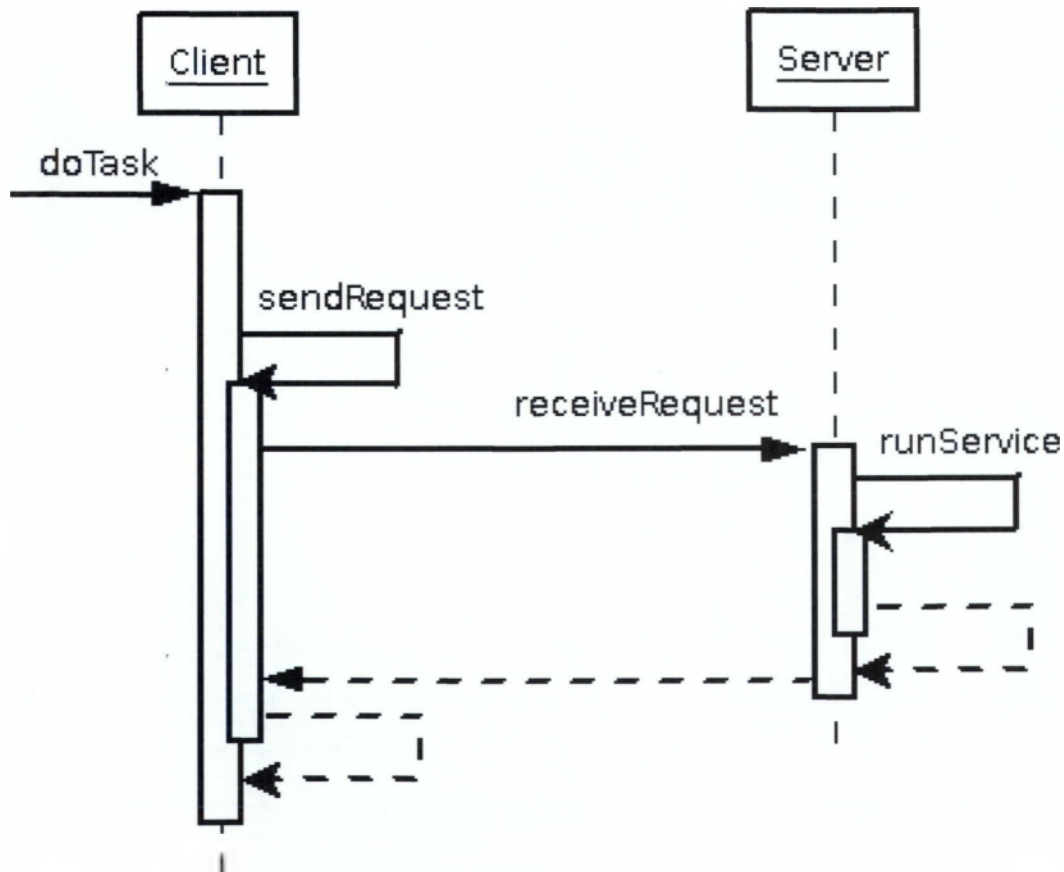 Client
Server
doTask
sendRequest
receiveRequest
runService